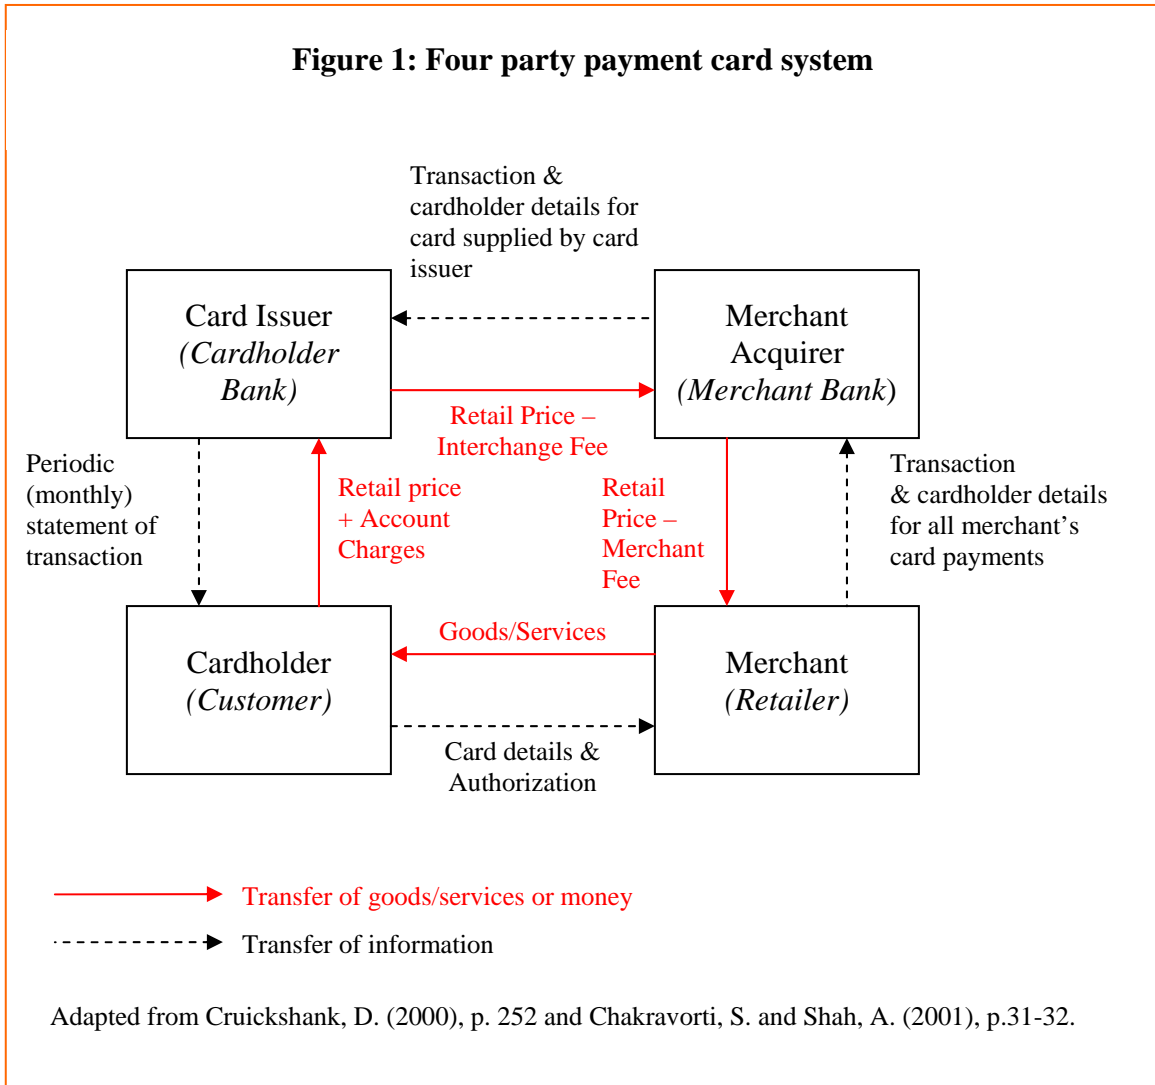 Figure 1: Four party payment card system
Transaction &
cardholder details for
card supplied by card
issuer
Card Issuer
(Cardholder
Bank)
Merchant
Acquirer
(Merchant Bank)
Retail Price –
Interchange Fee
Periodic
(monthly)
statement of
transaction
Retail price
+ Account
Charges
Retail
Price –
Merchant
Fee
Transaction
& cardholder details
for all merchant’s
card payments
Goods/Services
Cardholder
(Customer)
Merchant
(Retailer)
Card details &
Authorization
Transfer of goods/services or money
Transfer of information
Adapted from Cruickshank, D. (2000), p. 252 and Chakravorti, S. and Shah, A. (2001), p.31-32.